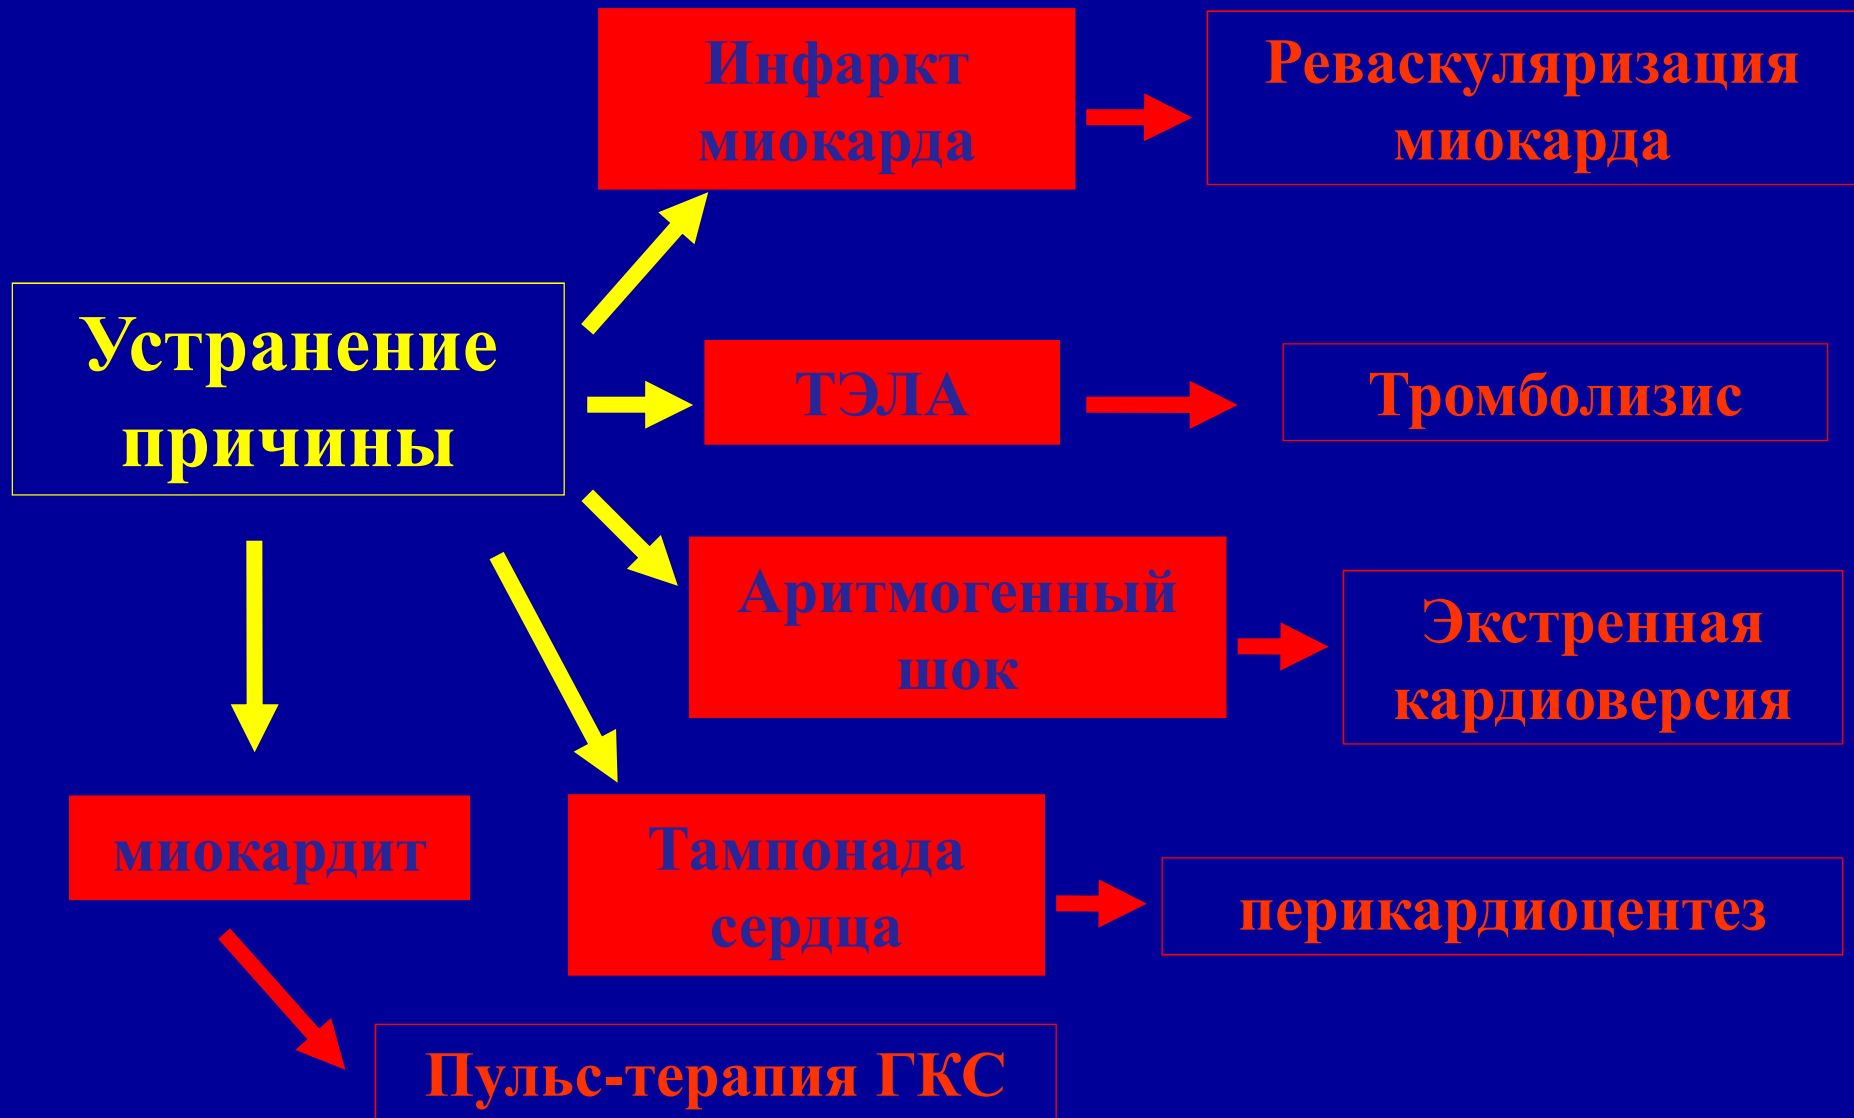 Инфаркт
миокарда
Реваскуляризация
миокарда
Устранение
причины
ТЭЛА
Тромболизис
Аритмогенный
шок
Экстренная
кардиоверсия
миокардит
Тампонада
сердца
перикардиоцентез
Пульс-терапия ГКС